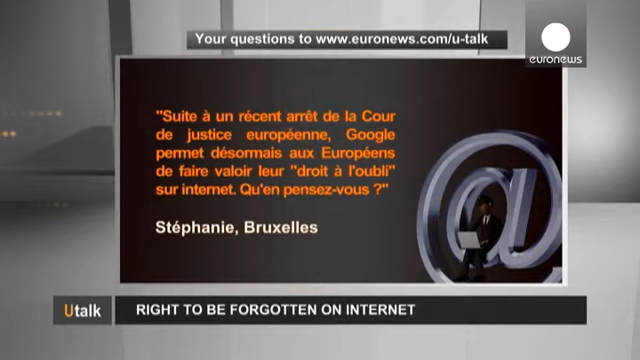 Your questions to www.euronews.com/u-talk
euronews
"Suite à un récent arrêt de la Cour
de justice européenne, Google
permet désormais aux Européens
de faire valoir leur "droit à l'oubli"
sur internet. Qu'en pensez-vous ?"
Stéphanie, Bruxelles
@
Utalk
RIGHT TO BE FORGOTTEN ON INTERNET